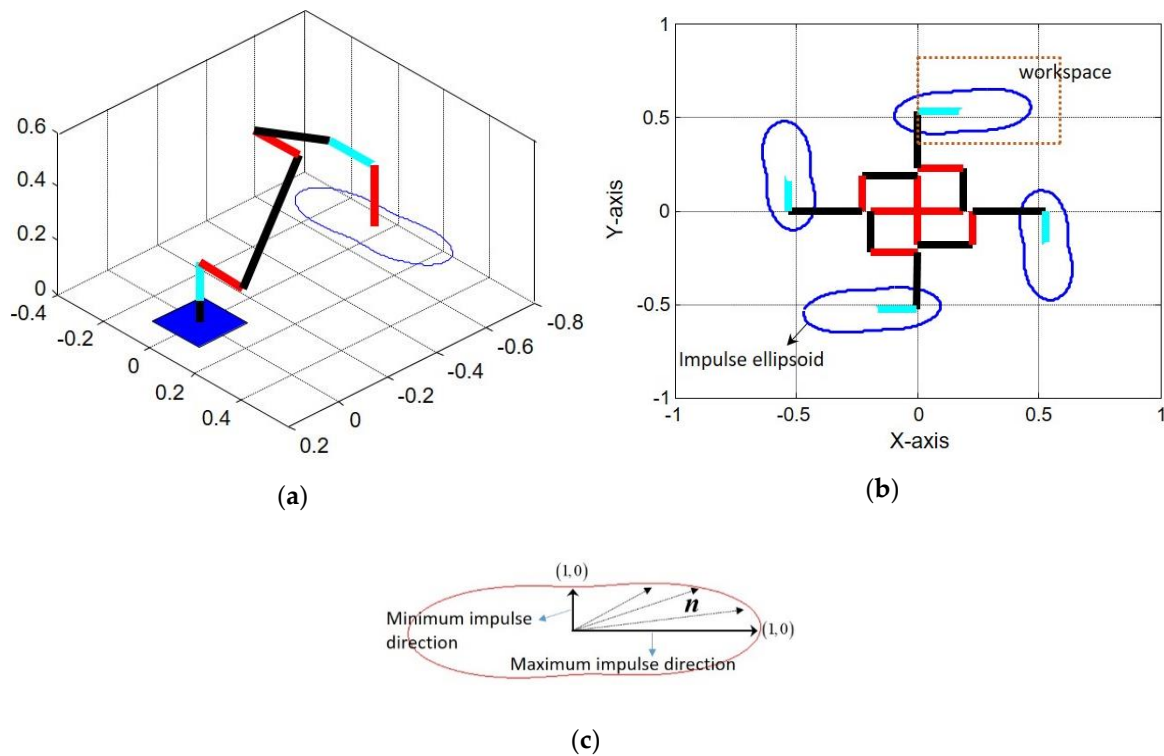 0.6
0.4
0.2
0
-0.4
-0.2
0
0.2
0.4
0.2
0
-0.2
-0.4
-0.6
-0.8
(a)
1
0.5
0
-0.5
-1
Y-axis
-1
-0.5
0
0.5
1
X-axis
workspace
Impulse ellipsoid
(b)
(1,0)
n
Minimum impulse
direction
(1,0)
Maximum impulse direction
(c)